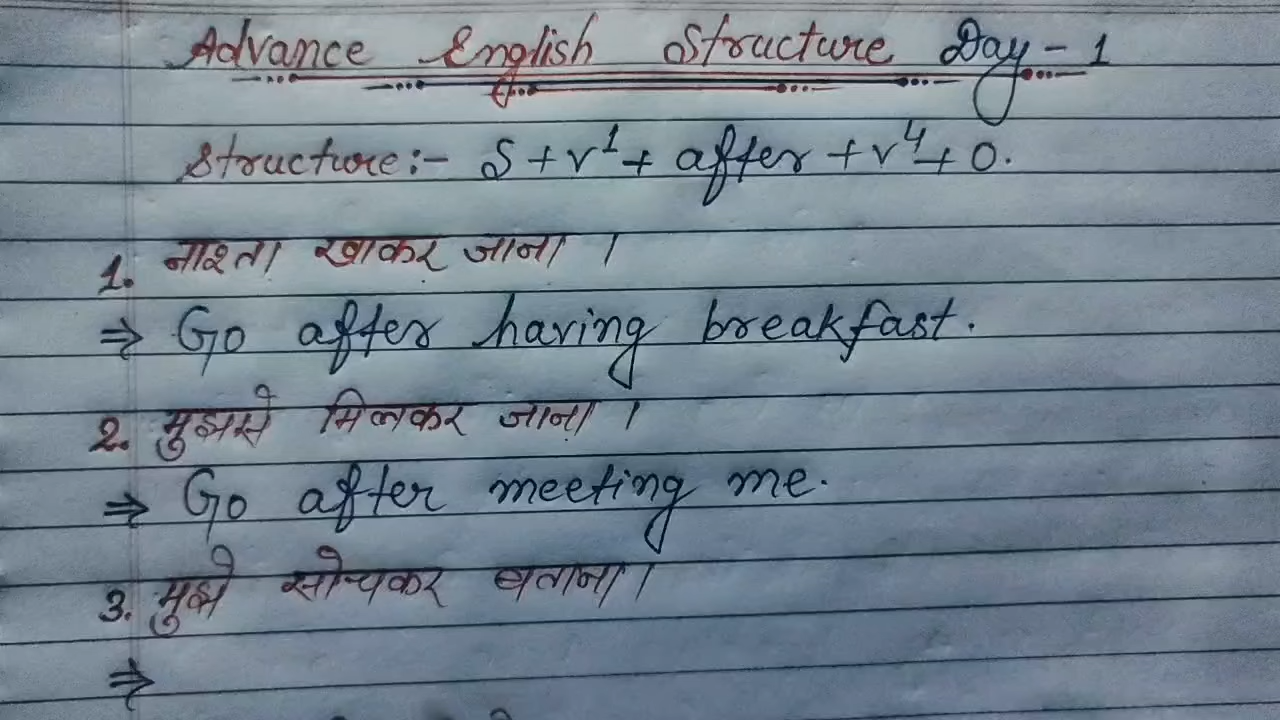 Advance English Structure Day - 1
Structure:- S + v¹ + after + v⁴ + O.
1. नाश्ता खाकर जाना ।
⇒ Go after having breakfast.
2. मुझसे मिलकर जाना ।
⇒ Go after meeting me.
3. मुझे सोचकर बताना ।
⇒